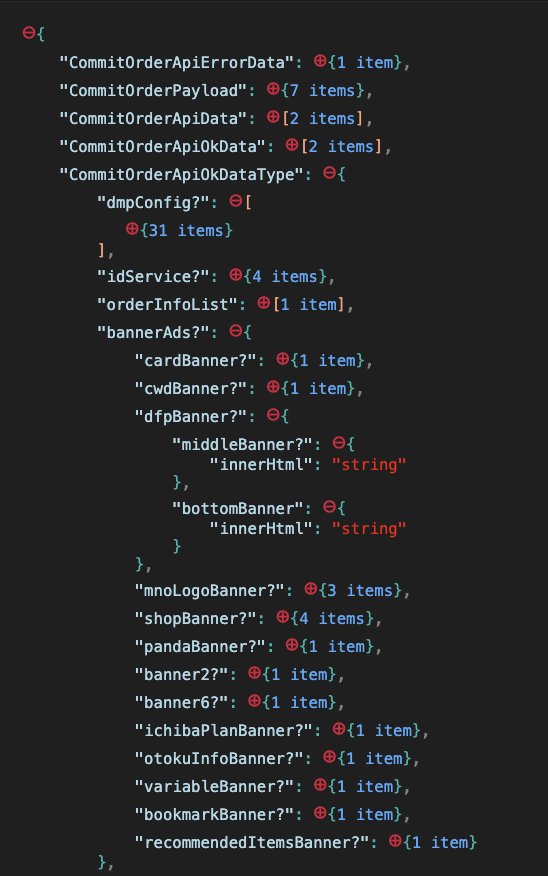 ⊖{
"CommitOrderApiErrorData": ⊕{1 item},
"CommitOrderPayload": ⊕{7 items},
"CommitOrderApiData": ⊕[2 items],
"CommitOrderApiOkData": ⊕[2 items],
"CommitOrderApiOkDataType": ⊖{
"dmpConfig?": ⊖[
⊕{31 items}
],
"idService?": ⊕{4 items},
"orderInfoList": ⊕[1 item],
"bannerAds?": ⊖{
"cardBanner?": ⊕{1 item},
"cwdBanner?": ⊕{1 item},
"dfpBanner?": ⊖{
"middleBanner?": ⊖{
"innerHtml": "string"
},
"bottomBanner": ⊖{
"innerHtml": "string"
}
},
"mnoLogoBanner?": ⊕{3 items},
"shopBanner?": ⊕{4 items},
"pandaBanner?": ⊕{1 item},
"banner2?": ⊕{1 item},
"banner6?": ⊕{1 item},
"ichibaPlanBanner?": ⊕{1 item},
"otokuInfoBanner?": ⊕{1 item},
"variableBanner?": ⊕{1 item},
"bookmarkBanner?": ⊕{1 item},
"recommendedItemsBanner?": ⊕{1 item}
},